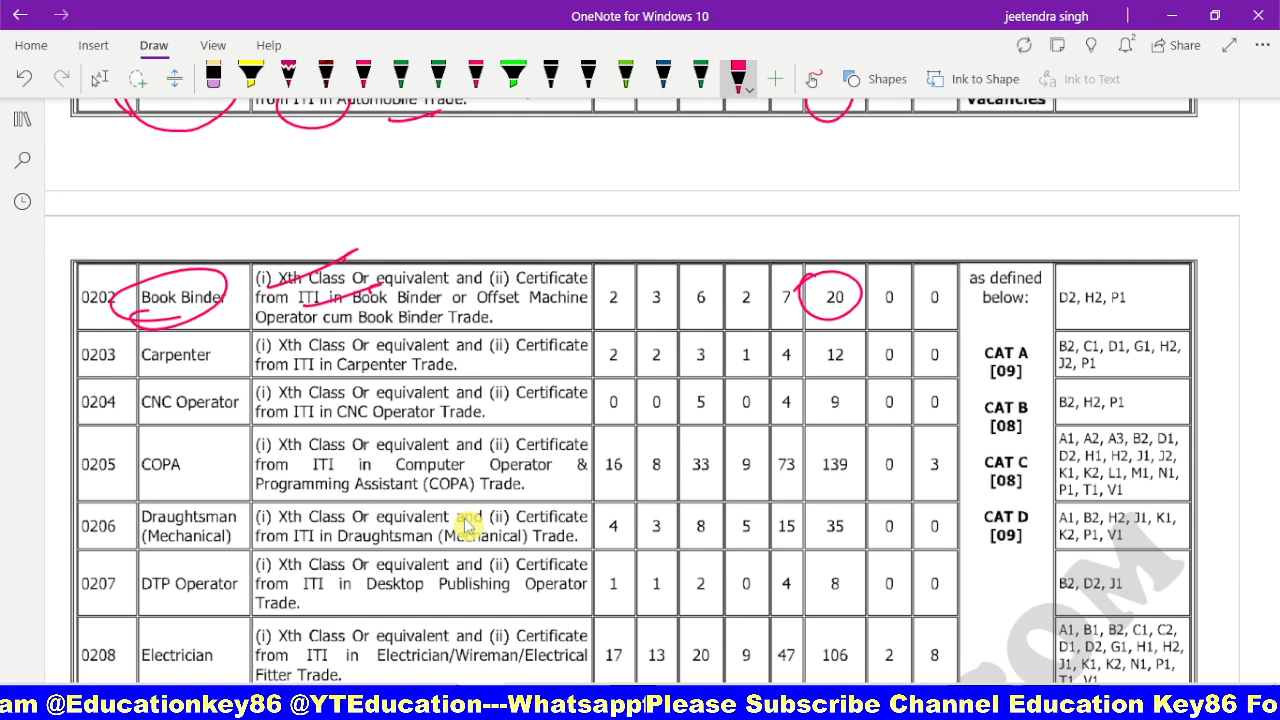 OneNote for Windows 10
jeetendra singh
Home Insert Draw View Help
Share
Shapes
Ink to Shape
Ink to Text
from ITI in Automobile Trade.
Vacancies
0202 Book Binder (i) Xth Class Or equivalent and (ii) Certificate from ITI in Book Binder or Offset Machine Operator cum Book Binder Trade. 2 3 6 2 7 20 0 0 D2, H2, P1
as defined below:
0203 Carpenter (i) Xth Class Or equivalent and (ii) Certificate from ITI in Carpenter Trade. 2 2 3 1 4 12 0 0 B2, C1, D1, G1, H2, J2, P1
CAT A [09]
0204 CNC Operator (i) Xth Class Or equivalent and (ii) Certificate from ITI in CNC Operator Trade. 0 0 5 0 4 9 0 0 B2, H2, P1
CAT B [08]
0205 COPA (i) Xth Class Or equivalent and (ii) Certificate from ITI in Computer Operator & Programming Assistant (COPA) Trade. 16 8 33 9 73 139 0 3 A1, A2, A3, B2, D1, D2, H1, H2, J1, J2, K1, K2, L1, M1, N1, P1, T1, V1
CAT C [08]
0206 Draughtsman (Mechanical) (i) Xth Class Or equivalent and (ii) Certificate from ITI in Draughtsman (Mechanical) Trade. 4 3 8 5 15 35 0 0 A1, B2, H2, J1, K1, K2, P1, V1
CAT D [09]
0207 DTP Operator (i) Xth Class Or equivalent and (ii) Certificate from ITI in Desktop Publishing Operator Trade. 1 1 2 0 4 8 0 0 B2, D2, J1
0208 Electrician (i) Xth Class Or equivalent and (ii) Certificate from ITI in Electrician/Wireman/Electrical Fitter Trade. 17 13 20 9 47 106 2 8 A1, B1, B2, C1, C2, D1, D2, G1, H1, H2, J1, K1, K2, N1, P1, T1, V1
COM
am @Educationkey86 @YTEducation---Whatsapp Please Subscribe Channel Education Key86 Fo